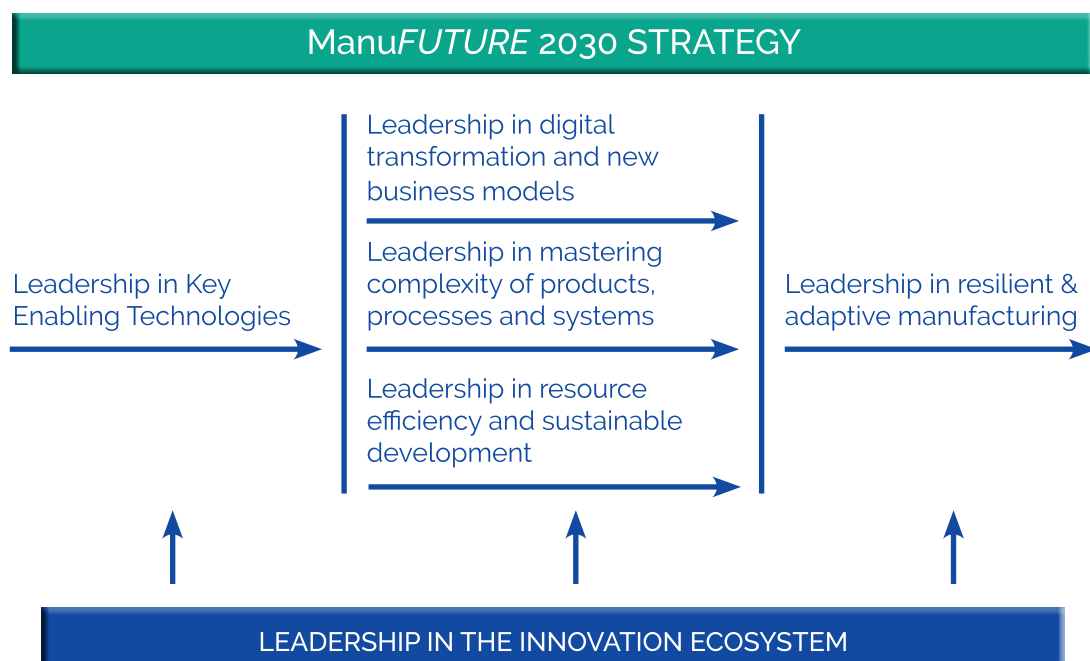 ManuFUTURE 2030 STRATEGY
Leadership in Key
Enabling Technologies
Leadership in digital
transformation and new
business models
Leadership in mastering
complexity of products,
processes and systems
Leadership in resource
efficiency and sustainable
development
Leadership in resilient &
adaptive manufacturing
LEADERSHIP IN THE INNOVATION ECOSYSTEM